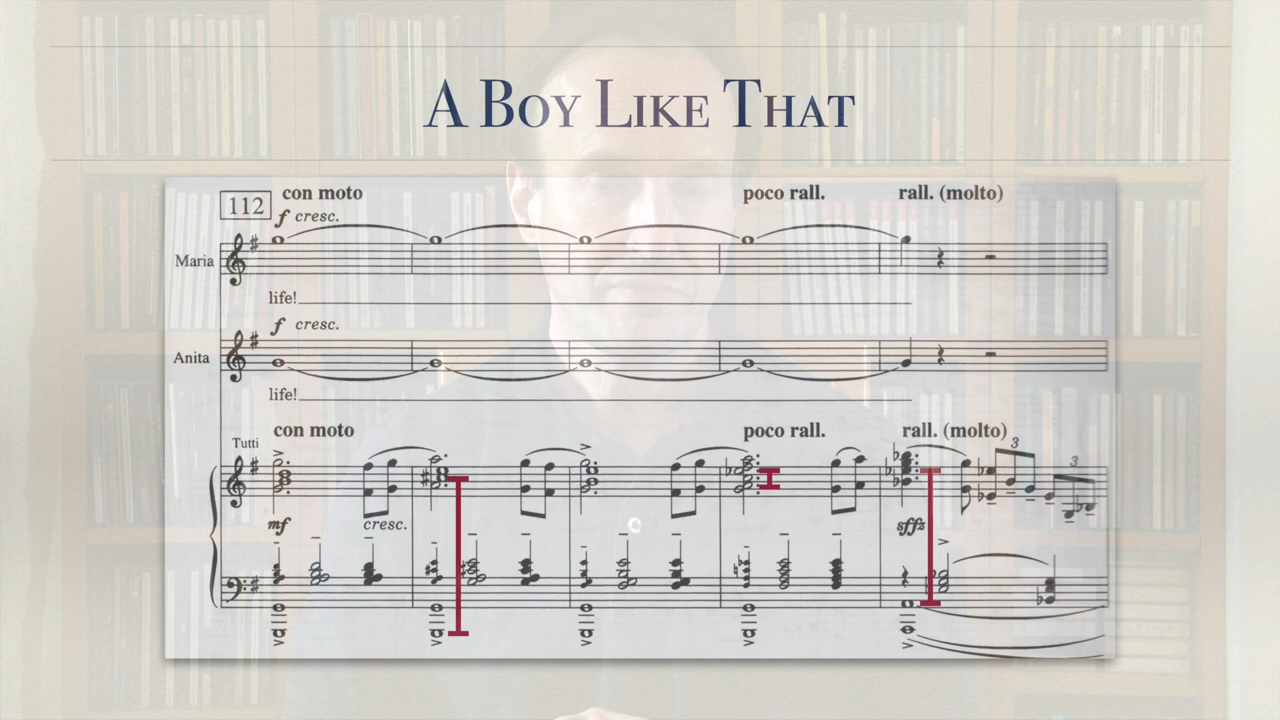 A BOY LIKE THAT
112 con moto poco rall. rall. (molto)
f cresc.
Maria
life!
f cresc.
Anita
life!
con moto poco rall. rall. (molto)
Tutti 3
3
mf cresc. sffz